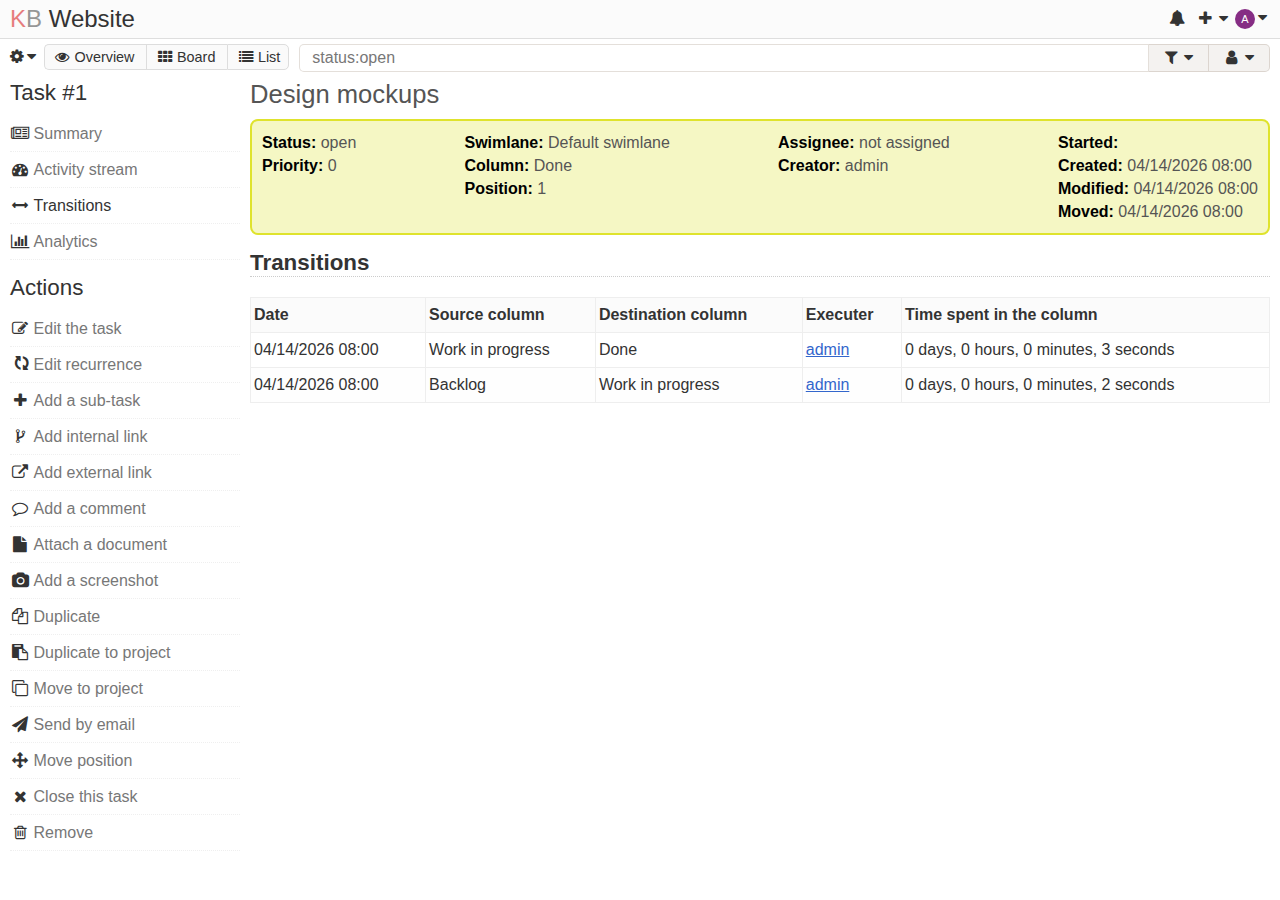 KB Website
A
Overview Board List status:open
Task #1
Summary
Activity stream
Transitions
Analytics
Actions
Edit the task
Edit recurrence
Add a sub-task
Add internal link
Add external link
Add a comment
Attach a document
Add a screenshot
Duplicate
Duplicate to project
Move to project
Send by email
Move position
Close this task
Remove
Design mockups
Status: open
Priority: 0
Swimlane: Default swimlane
Column: Done
Position: 1
Assignee: not assigned
Creator: admin
Started:
Created: 04/14/2026 08:00
Modified: 04/14/2026 08:00
Moved: 04/14/2026 08:00
Transitions
Date Source column Destination column Executer Time spent in the column
04/14/2026 08:00 Work in progress Done admin 0 days, 0 hours, 0 minutes, 3 seconds
04/14/2026 08:00 Backlog Work in progress admin 0 days, 0 hours, 0 minutes, 2 seconds